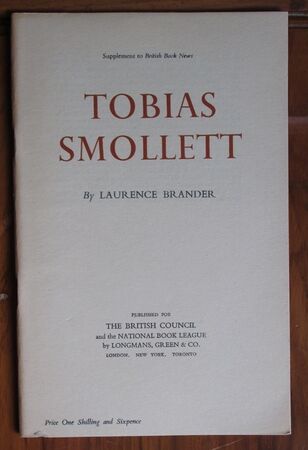 Supplement to British Book News
TOBIAS
SMOLLETT
By LAURENCE BRANDER
PUBLISHED FOR
THE BRITISH COUNCIL
and the NATIONAL BOOK LEAGUE
by LONGMANS, GREEN & CO.
LONDON, NEW YORK, TORONTO
Price One Shilling and Sixpence